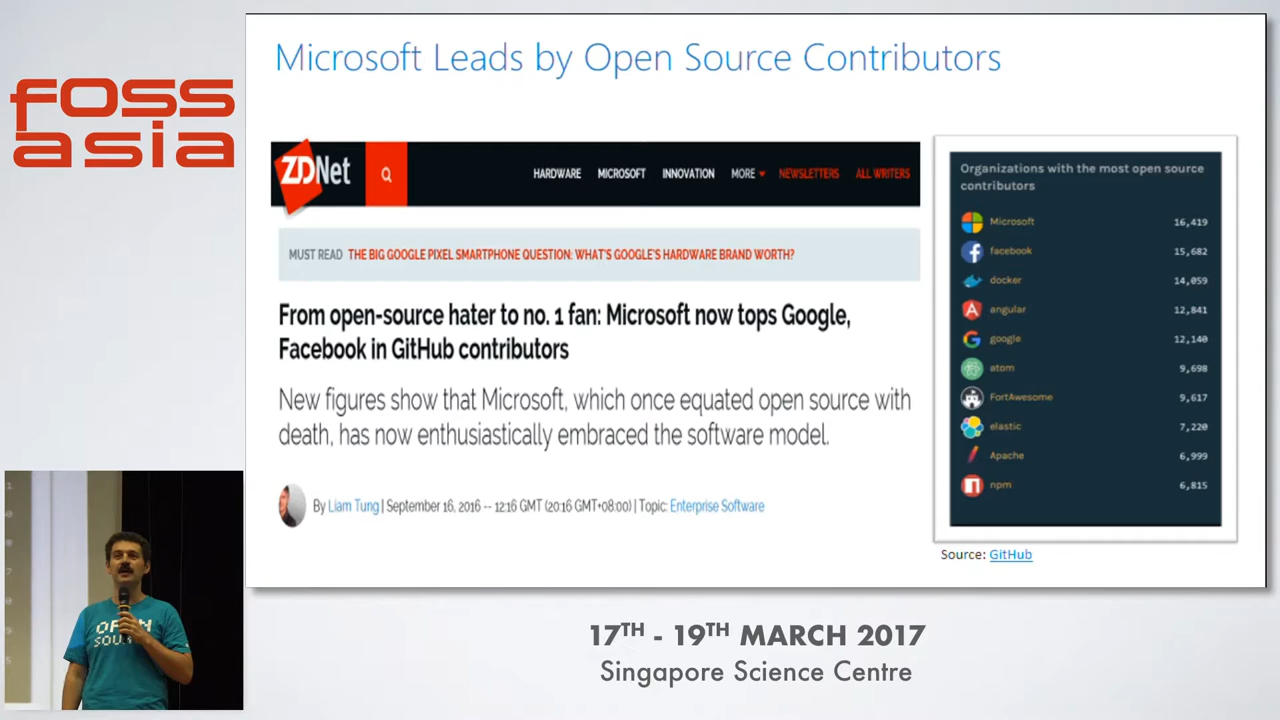 foss
asia
Microsoft Leads by Open Source Contributors
ZDNet
HARDWARE MICROSOFT INNOVATION MORE NEWSLETTERS ALL WRITERS
MUST READ THE BIG GOOGLE PIXEL SMARTPHONE QUESTION: WHAT'S GOOGLE'S HARDWARE BRAND WORTH?
From open-source hater to no. 1 fan: Microsoft now tops Google,
Facebook in GitHub contributors
New figures show that Microsoft, which once equated open source with
death, has now enthusiastically embraced the software model.
By Liam Tung | September 16, 2016 -- 12:16 GMT (20:16 GMT+08:00) | Topic: Enterprise Software
Organizations with the most open source
contributors
Microsoft 16,419
facebook 15,682
docker 14,059
angular 12,841
google 12,140
atom 9,698
FortAwesome 9,617
elastic 7,220
Apache 6,999
npm 6,815
Source: GitHub
OPEN
SOURCE
17TH - 19TH MARCH 2017
Singapore Science Centre